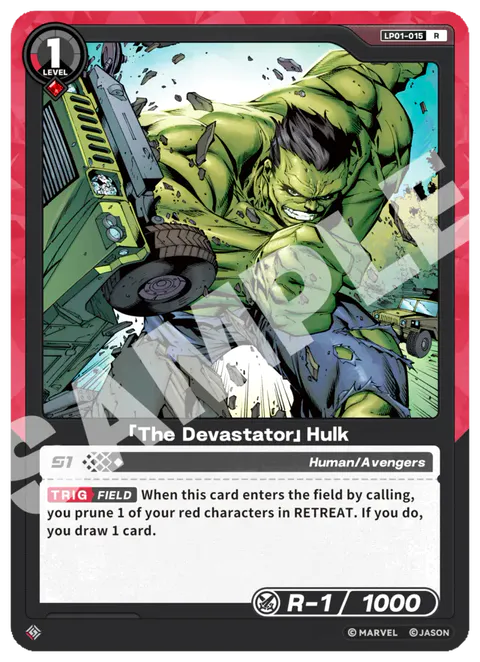 LP01-015 R
1
LEVEL
SAMPLE
「The Devastator」 Hulk
S1
Human/Avengers
TRIG FIELD When this card enters the field by calling,
you prune 1 of your red characters in RETREAT. If you do,
you draw 1 card.
R-1 / 1000
©MARVEL ©JASON